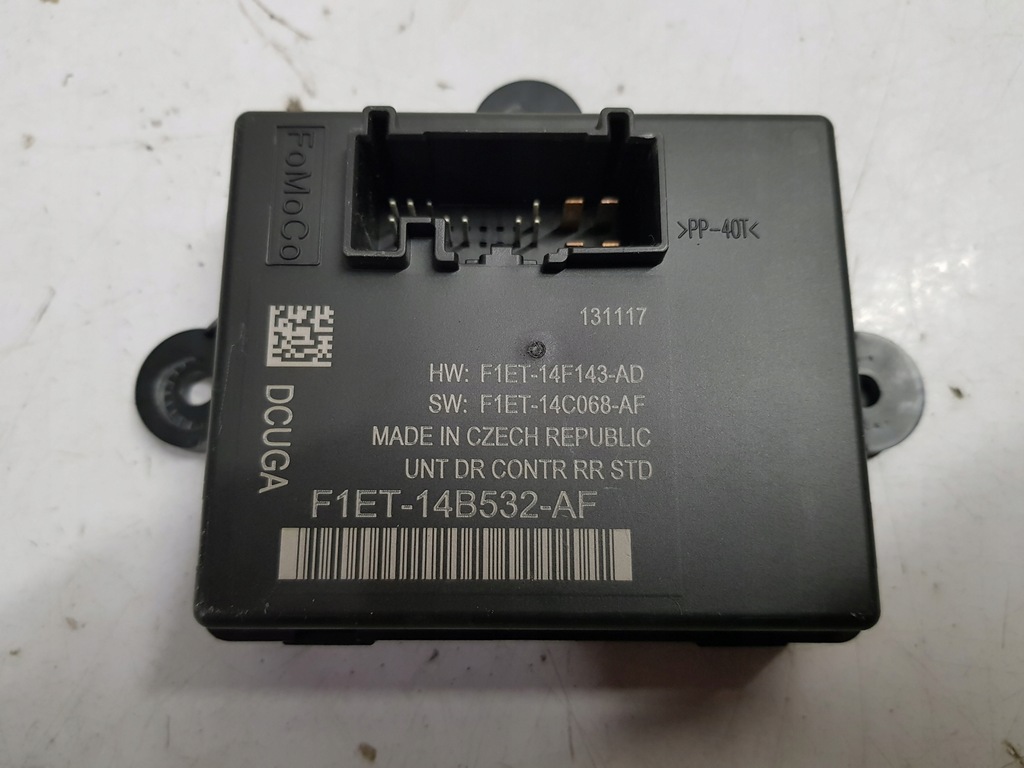 FoMoCo
>PP-40T<
131117
HW: F1ET-14F143-AD
SW: F1ET-14C068-AF
MADE IN CZECH REPUBLIC
UNT DR CONTR RR STD
F1ET-14B532-AF
DCUGA